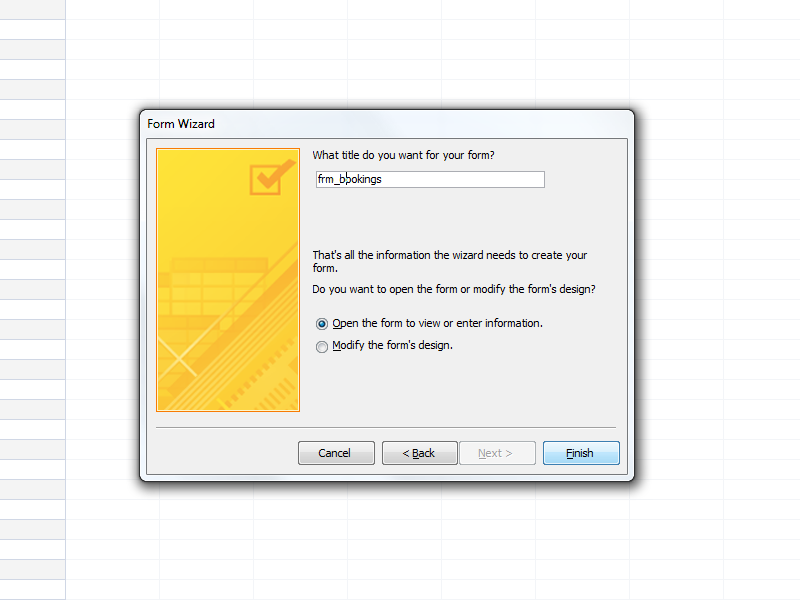 Form Wizard
What title do you want for your form?
frm_bookings
That's all the information the wizard needs to create your
form.
Do you want to open the form or modify the form's design?
Open the form to view or enter information.
Modify the form's design.
Cancel
< Back
Next >
Finish